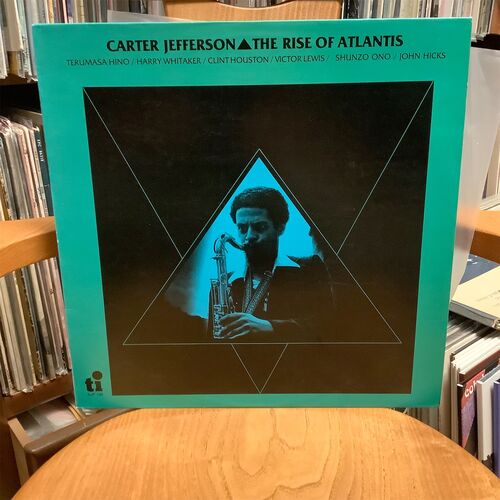 CARTER JEFFERSON▲THE RISE OF ATLANTIS
TERUMASA HINO / HARRY WHITAKER / CLINT HOUSTON / VICTOR LEWIS / SHUNZO ONO / JOHN HICKS
ti